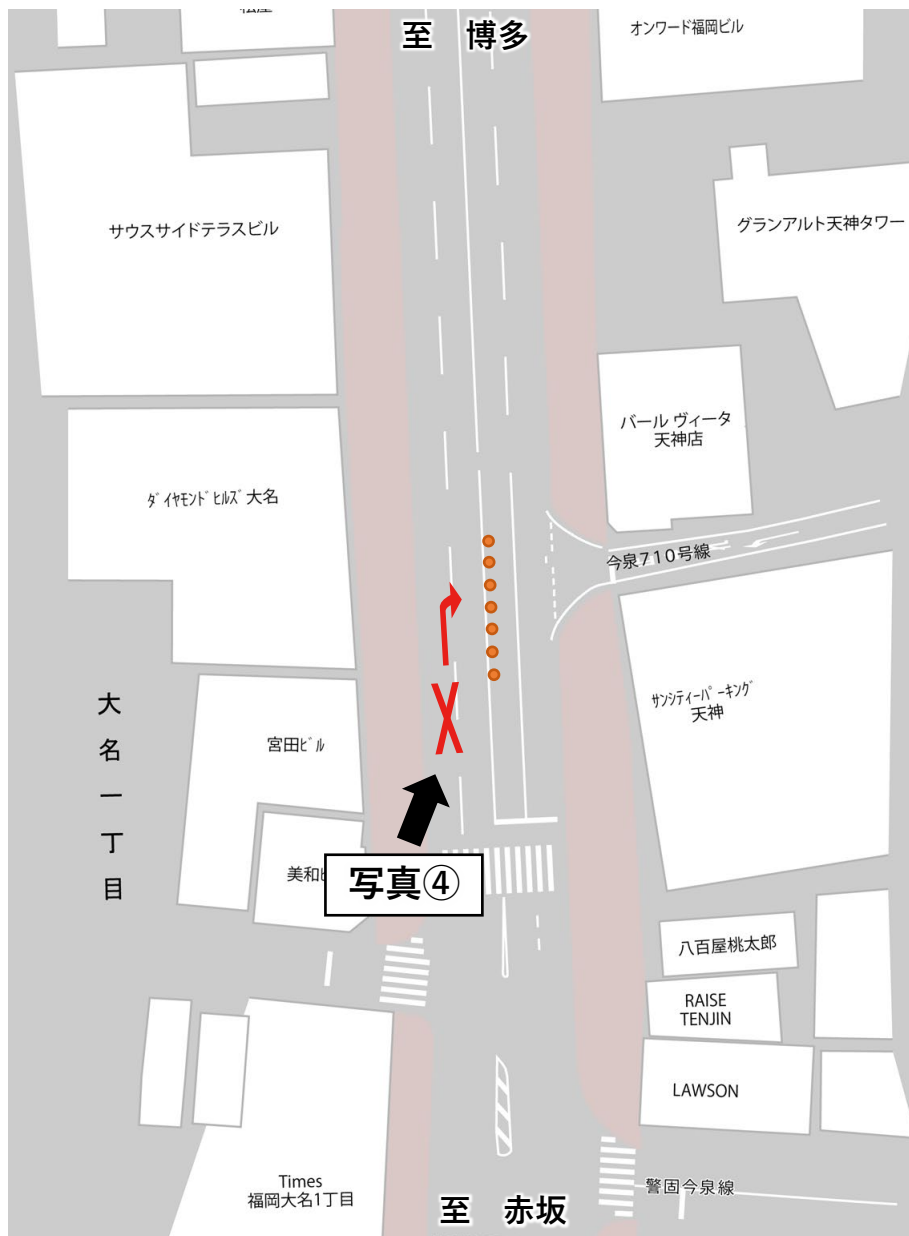 至 博多
オンワード福岡ビル
サウスサイドテラスビル
グランアルト天神タワー
バール ヴィータ
天神店
ダイヤモンドヒルズ大名
今泉710号線
サンシティーパーキング
天神
大名一丁目
宮田ビル
写真④
美和ビ
八百屋桃太郎
RAISE
TENJIN
LAWSON
Times
福岡大名1丁目
警固今泉線
至 赤坂